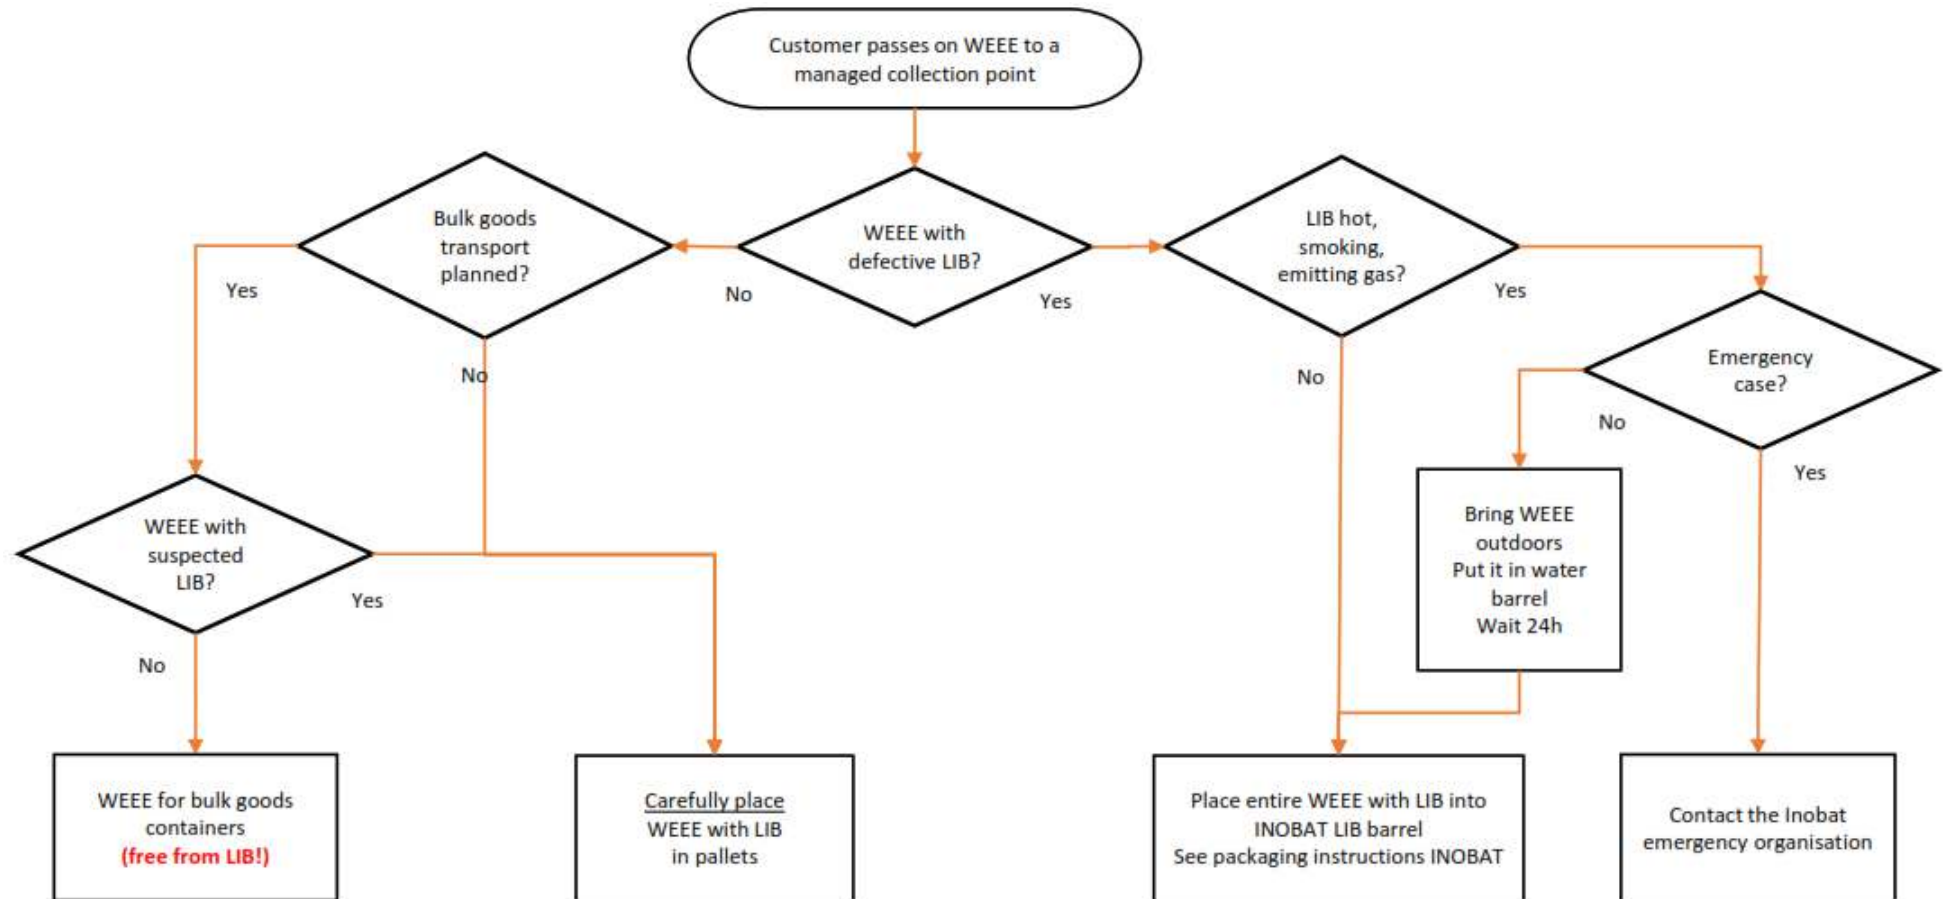 Customer passes on WEEE to a
managed collection point
Bulk goods
transport
planned?
WEEE with
defective LIB?
LIB hot,
smoking,
emitting gas?
Yes
No
Yes
Yes
No
No
Emergency
case?
No
Yes
WEEE with
suspected
LIB?
Yes
No
Bring WEEE
outdoors
Put it in water
barrel
Wait 24h
WEEE for bulk goods
containers
(free from LIB!)
Carefully place
WEEE with LIB
in pallets
Place entire WEEE with LIB into
INOBAT LIB barrel
See packaging instructions INOBAT
Contact the Inobat
emergency organisation